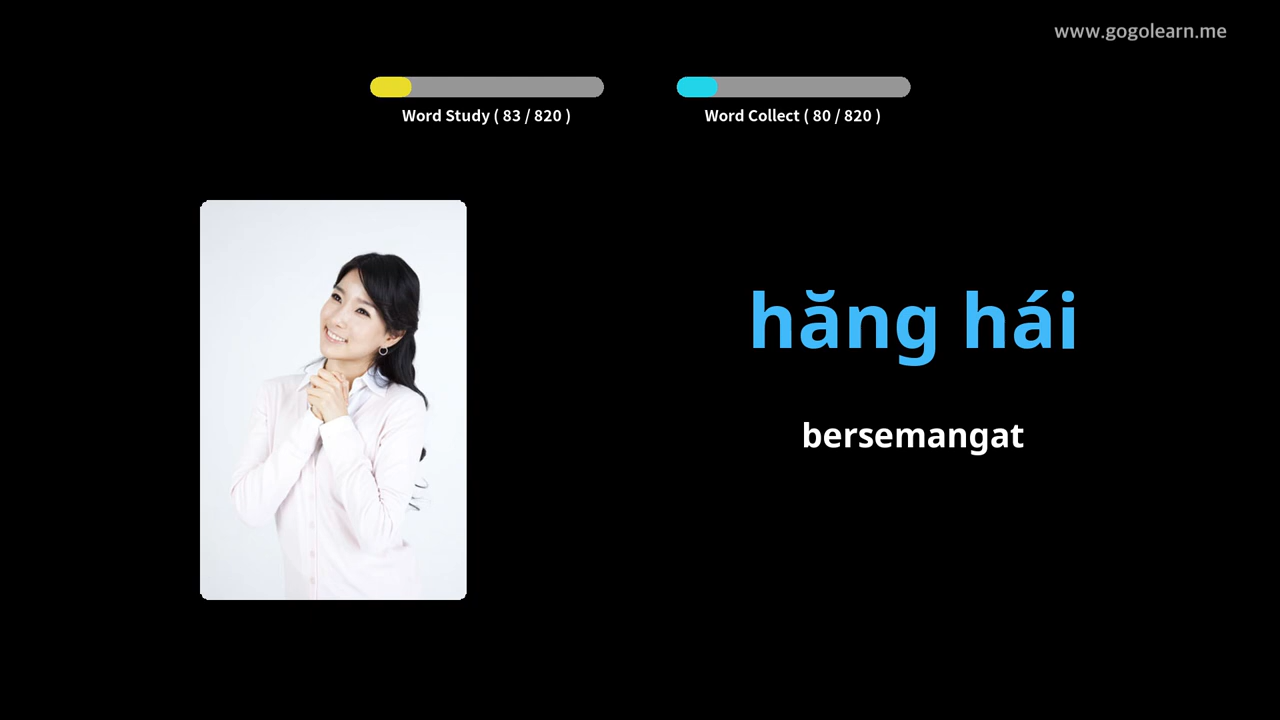 www.gogolearn.me
Word Study ( 83 / 820 )
Word Collect ( 80 / 820 )
hăng hái
bersemangat